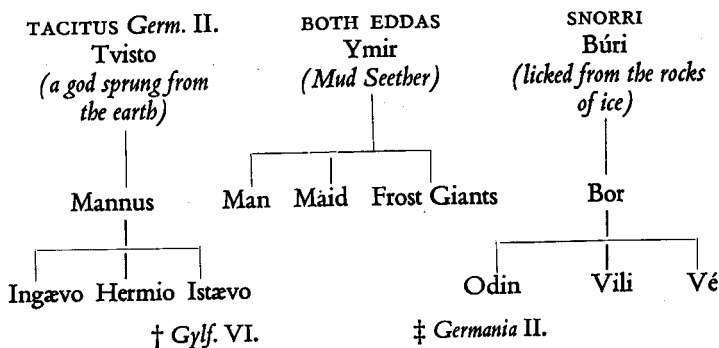 TACITUS Germ. II.
Tvisto
(a god sprung from
the earth)
BOTH EDDAS
Ymir
(Mud Seether)
SNORRI
Búri
(licked from the rocks
of ice)
Mannus
Man Maid Frost Giants
Bor
Ingævo Hermio Istævo
Odin Vili Vé
† Gylf. VI. ‡ Germania II.